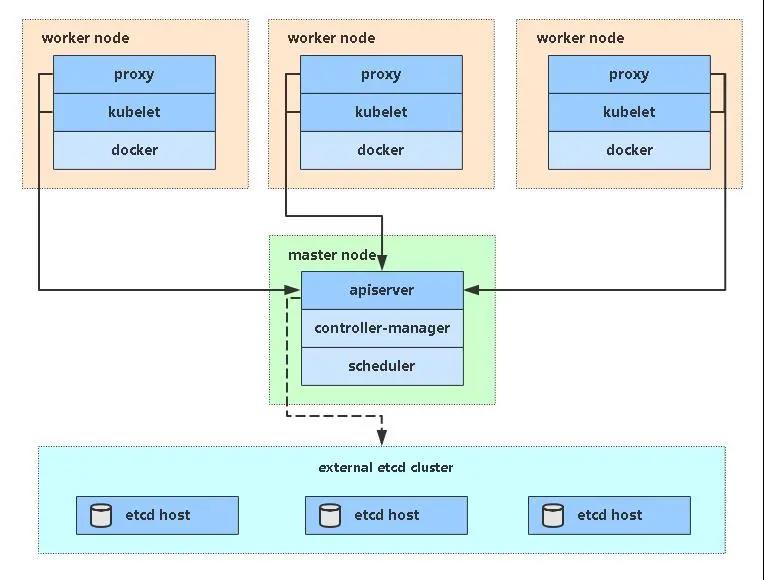 worker node
proxy
kubelet
docker
worker node
proxy
kubelet
docker
worker node
proxy
kubelet
docker
master node
apiserver
controller-manager
scheduler
external etcd cluster
etcd host
etcd host
etcd host